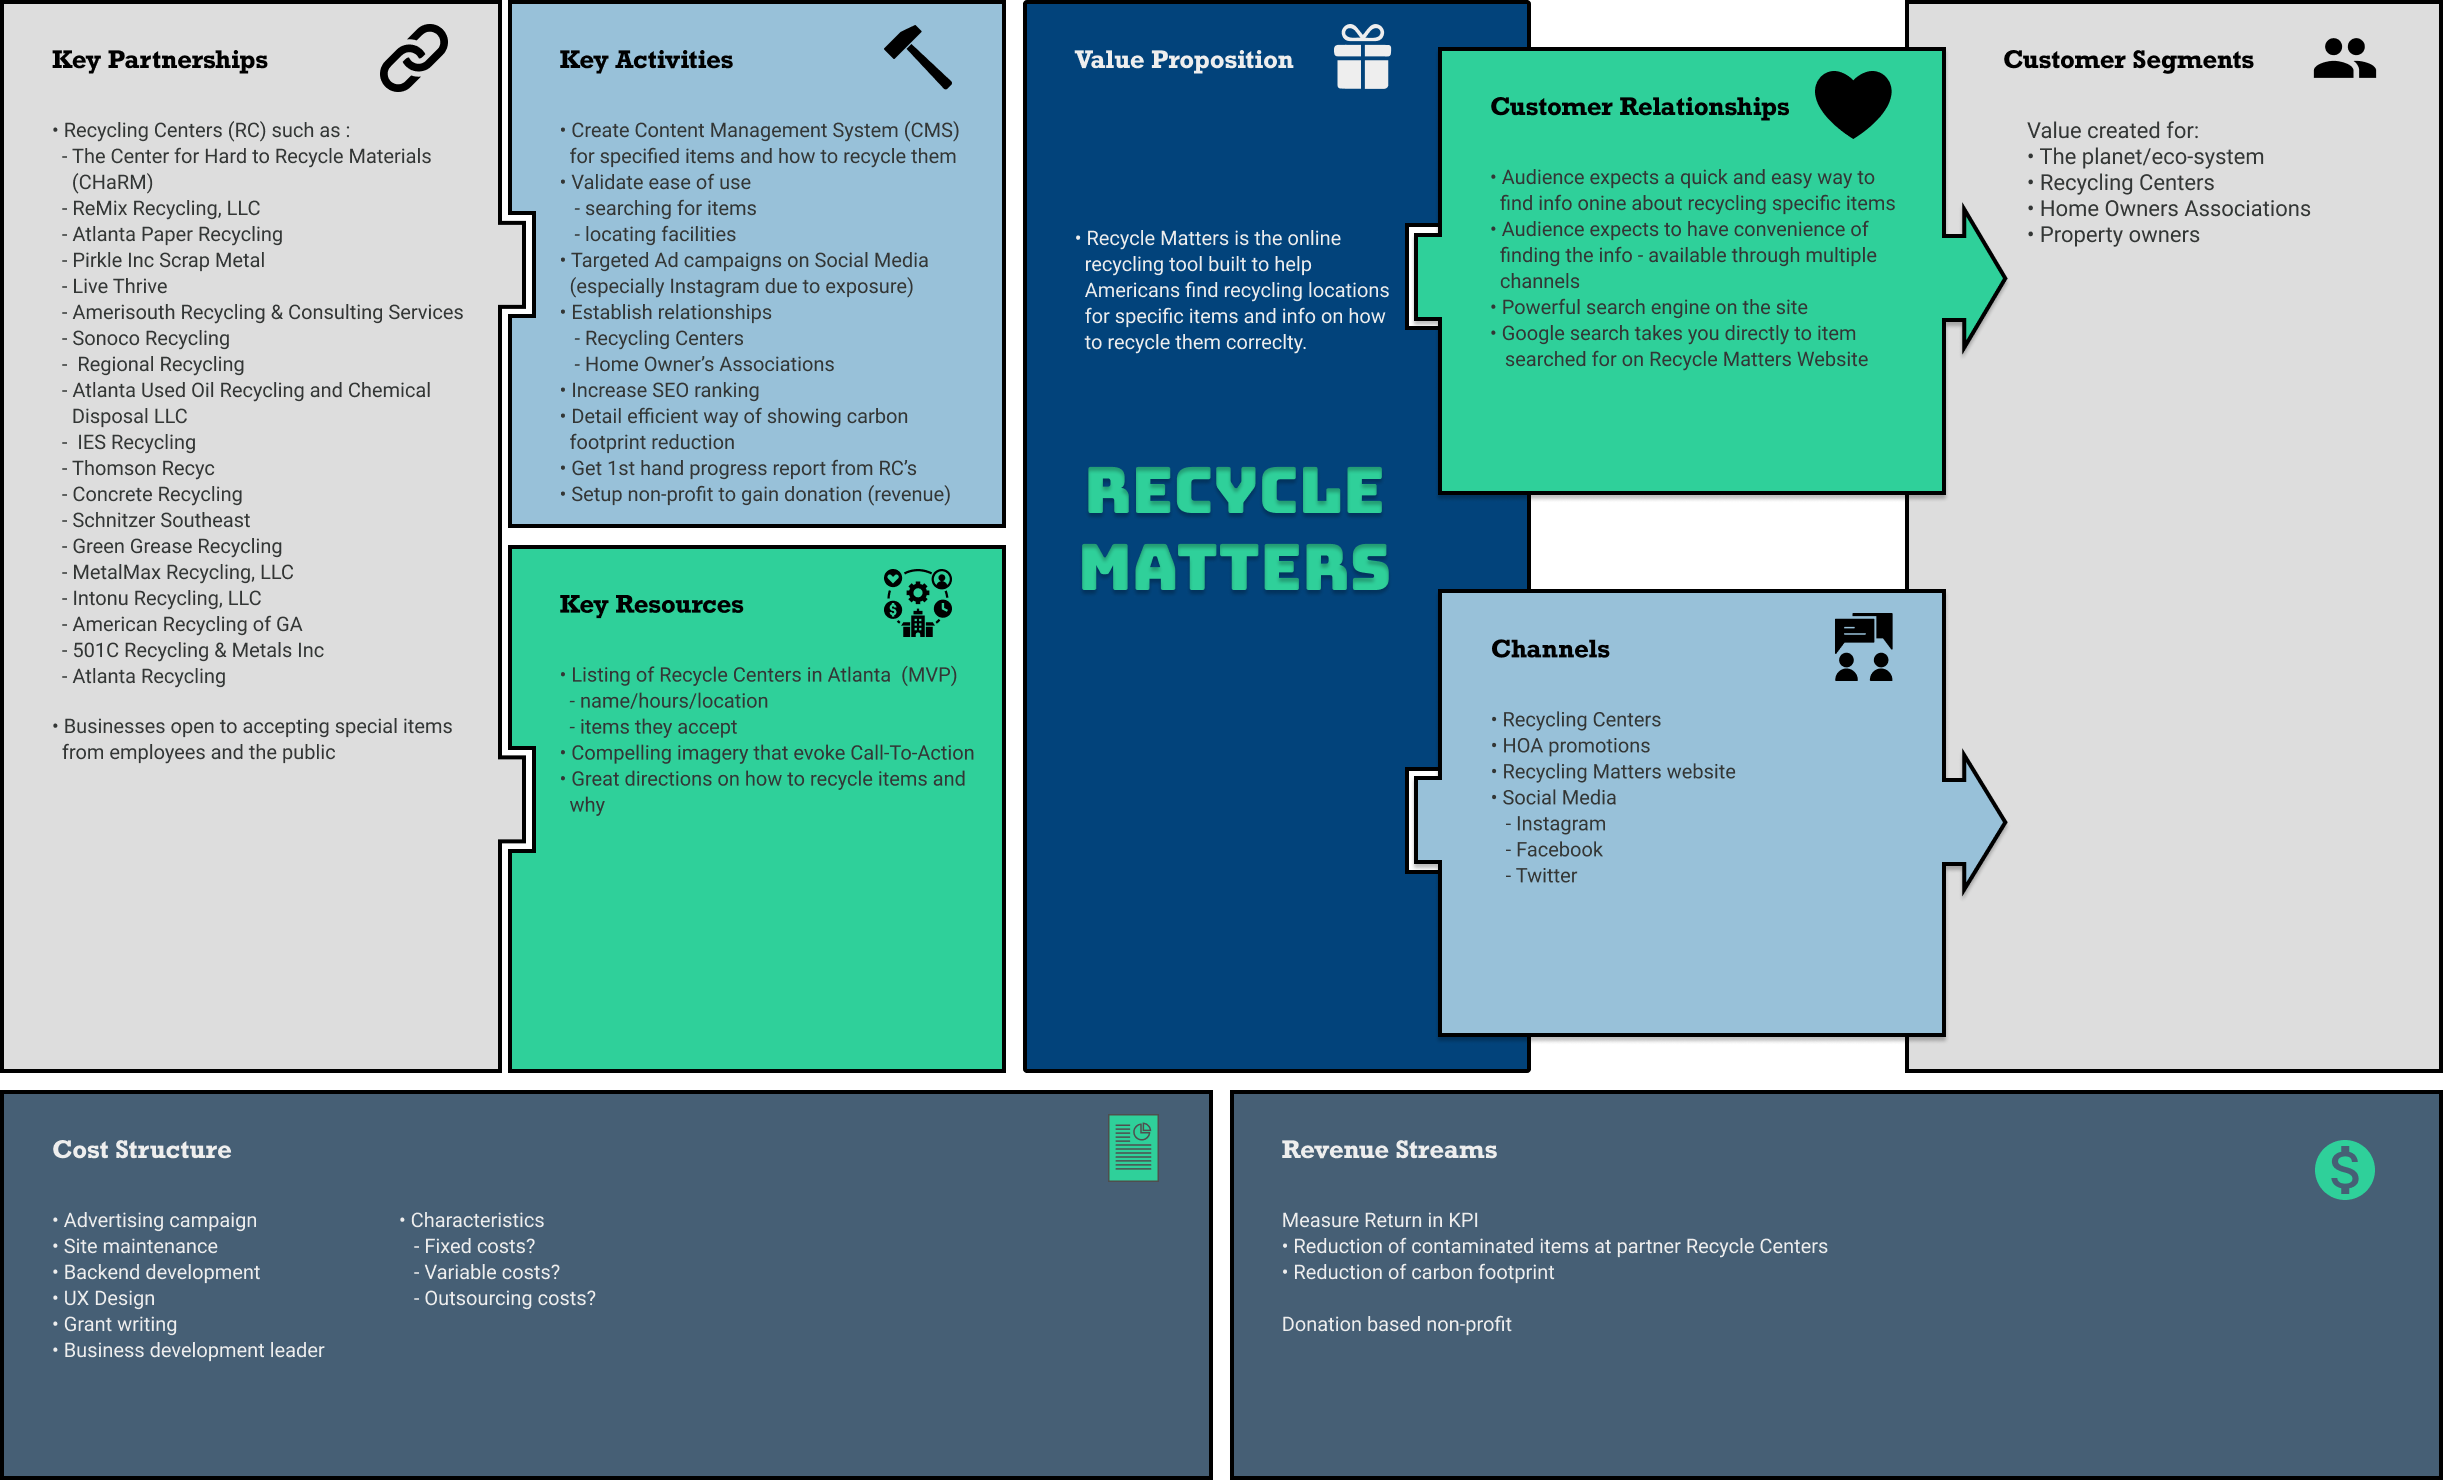 Key Partnerships
• Recycling Centers (RC) such as :
- The Center for Hard to Recycle Materials
(CHaRM)
- ReMix Recycling, LLC
- Atlanta Paper Recycling
- Pirkle Inc Scrap Metal
- Live Thrive
- Amerisouth Recycling & Consulting Services
- Sonoco Recycling
- Regional Recycling
- Atlanta Used Oil Recycling and Chemical
Disposal LLC
- IES Recycling
- Thomson Recyc
- Concrete Recycling
- Schnitzer Southeast
- Green Grease Recycling
- MetalMax Recycling, LLC
- Intonu Recycling, LLC
- American Recycling of GA
- 501C Recycling & Metals Inc
- Atlanta Recycling
• Businesses open to accepting special items
from employees and the public
Key Activities
• Create Content Management System (CMS)
for specified items and how to recycle them
• Validate ease of use
- searching for items
- locating facilities
• Targeted Ad campaigns on Social Media
(especially Instagram due to exposure)
• Establish relationships
- Recycling Centers
- Home Owner's Associations
• Increase SEO ranking
• Detail efficient way of showing carbon
footprint reduction
• Get 1st hand progress report from RC's
• Setup non-profit to gain donation (revenue)
Key Resources
• Listing of Recycle Centers in Atlanta (MVP)
- name/hours/location
- items they accept
• Compelling imagery that evoke Call-To-Action
• Great directions on how to recycle items and
why
Value Proposition
• Recycle Matters is the online
recycling tool built to help
Americans find recycling locations
for specific items and info on how
to recycle them correclty.
RECYCLE
MATTERS
Customer Relationships
• Audience expects a quick and easy way to
find info onine about recycling specific items
• Audience expects to have convenience of
finding the info - available through multiple
channels
• Powerful search engine on the site
• Google search takes you directly to item
searched for on Recycle Matters Website
Channels
• Recycling Centers
• HOA promotions
• Recycling Matters website
• Social Media
- Instagram
- Facebook
- Twitter
Customer Segments
Value created for:
• The planet/eco-system
• Recycling Centers
• Home Owners Associations
• Property owners
Cost Structure
• Advertising campaign
• Site maintenance
• Backend development
• UX Design
• Grant writing
• Business development leader
• Characteristics
- Fixed costs?
- Variable costs?
- Outsourcing costs?
Revenue Streams
Measure Return in KPI
• Reduction of contaminated items at partner Recycle Centers
• Reduction of carbon footprint
Donation based non-profit